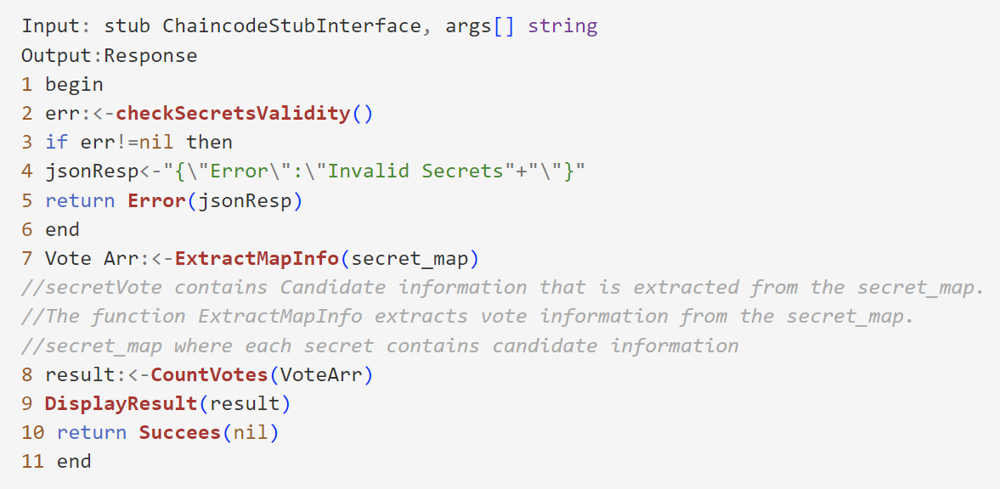 Input: stub ChaincodeStubInterface, args[] string
Output:Response
1 begin
2 err:<-checkSecretsValidity()
3 if err!=nil then
4 jsonResp<-"{\"Error\":\"Invalid Secrets"+"\"}"
5 return Error(jsonResp)
6 end
7 Vote Arr:<-ExtractMapInfo(secret_map)
//secretVote contains Candidate information that is extracted from the secret_map.
//The function ExtractMapInfo extracts vote information from the secret_map.
//secret_map where each secret contains candidate information
8 result:<-CountVotes(VoteArr)
9 DisplayResult(result)
10 return Succees(nil)
11 end